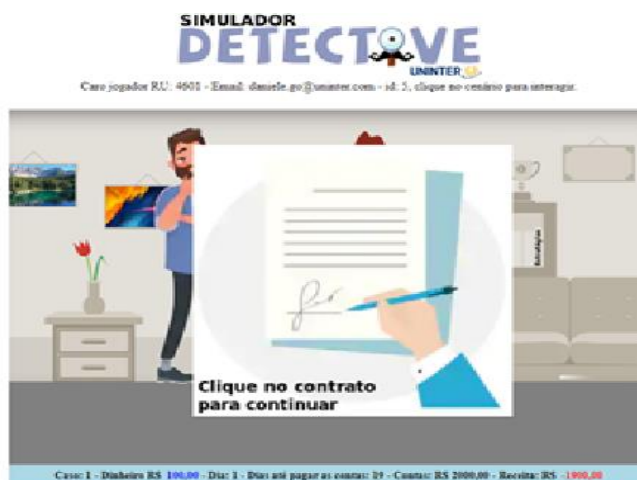 SIMULADOR
DETECTIVE
UNINTER
Caro jogador RU: 4601 - Email: daniele.go@uninter.com - id: 5, clique no cenário para interagir.
Clique no contrato
para continuar
Caso: 1 - Dinheiro R$ 100,00 - Dia: 1 - Dias até pagar as contas: 19 - Contas: R$ 2000,00 - Receita: R$ -1900,00